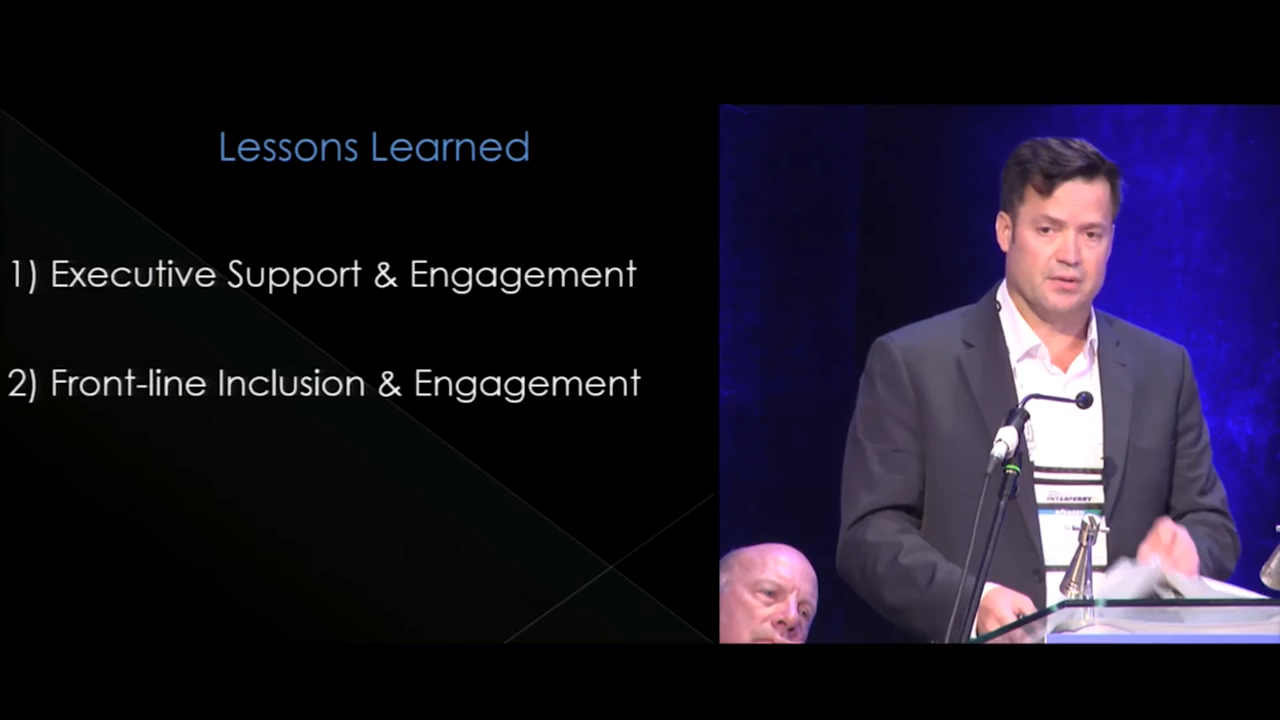 Lessons Learned
1) Executive Support & Engagement
2) Front-line Inclusion & Engagement
INTERFERRY